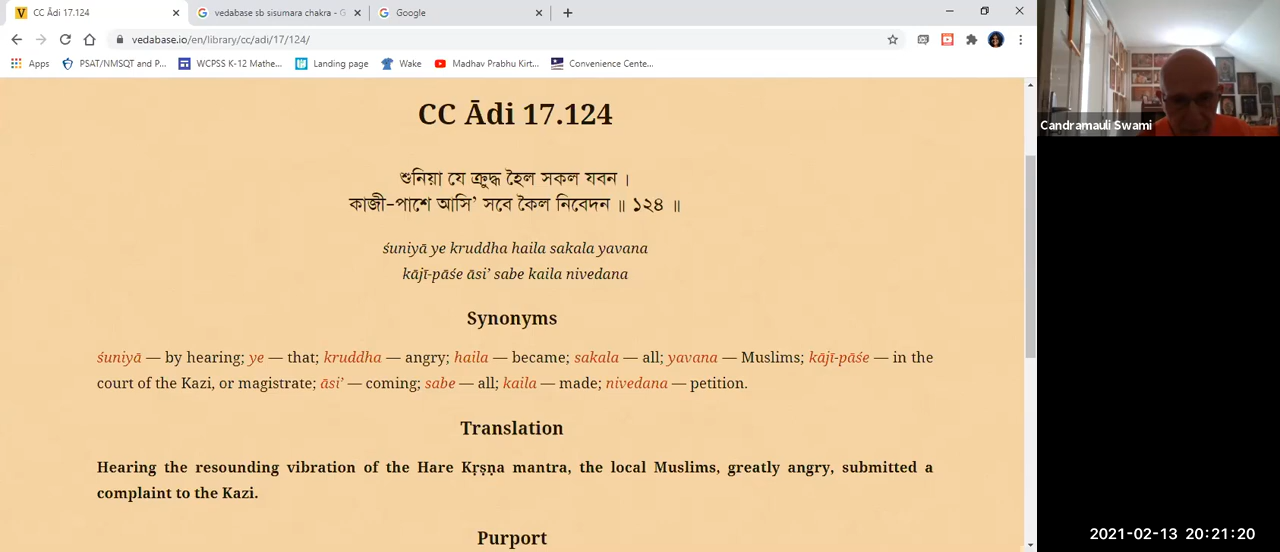 CC Ādi 17.124
vedabase sb sisumara chakra - G
Google
vedabase.io/en/library/cc/adi/17/124/
Apps
PSAT/NMSQT and P...
WCPSS K-12 Mathe...
Landing page
Wake
Madhav Prabhu Kirt...
Convenience Cente...
CC Ādi 17.124
শুনিয়া যে ক্রুদ্ধ হৈল সকল যবন ।
কাজী-পাশে আসি’ সবে কৈল নিবেদন ॥ ১২৪ ॥
śuniyā ye kruddha haila sakala yavana
kājī-pāśe āsi’ sabe kaila nivedana
Synonyms
śuniyā — by hearing; ye — that; kruddha — angry; haila — became; sakala — all; yavana — Muslims; kājī-pāśe — in the
court of the Kazi, or magistrate; āsi’ — coming; sabe — all; kaila — made; nivedana — petition.
Translation
Hearing the resounding vibration of the Hare Kṛṣṇa mantra, the local Muslims, greatly angry, submitted a
complaint to the Kazi.
Purport
Candramauli Swami
2021-02-13 20:21:20